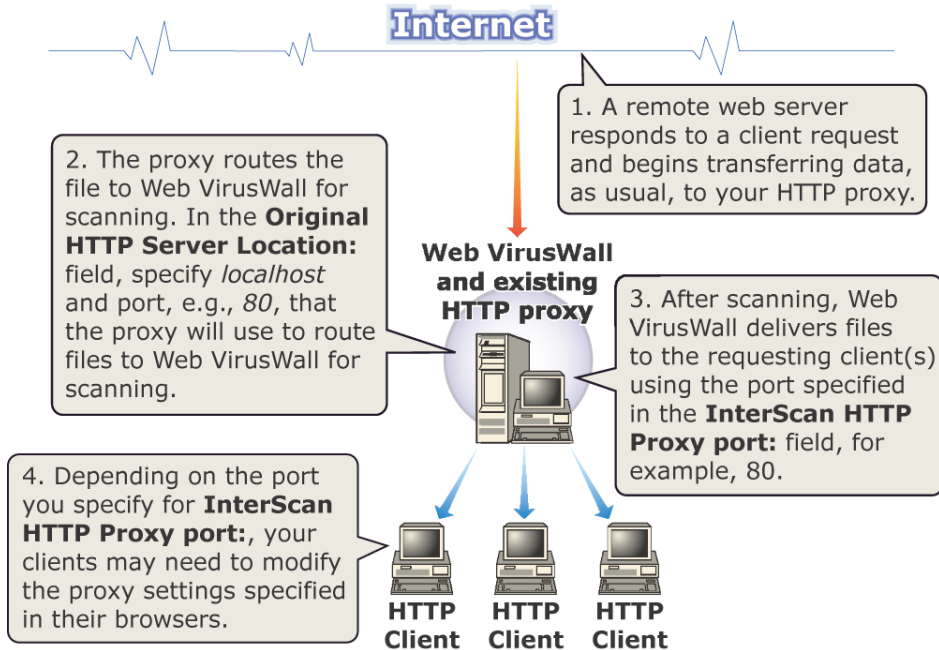 Internet
1. A remote web server
responds to a client request
and begins transferring data,
as usual, to your HTTP proxy.
2. The proxy routes the
file to Web VirusWall for
scanning. In the Original
HTTP Server Location:
field, specify localhost
and port, e.g., 80, that
the proxy will use to route
files to Web VirusWall for
scanning.
Web VirusWall
and existing
HTTP proxy
3. After scanning, Web
VirusWall delivers files
to the requesting client(s)
using the port specified
in the InterScan HTTP
Proxy port: field, for
example, 80.
4. Depending on the port
you specify for InterScan
HTTP Proxy port:, your
clients may need to modify
the proxy settings specified
in their browsers.
HTTP
Client
HTTP
Client
HTTP
Client